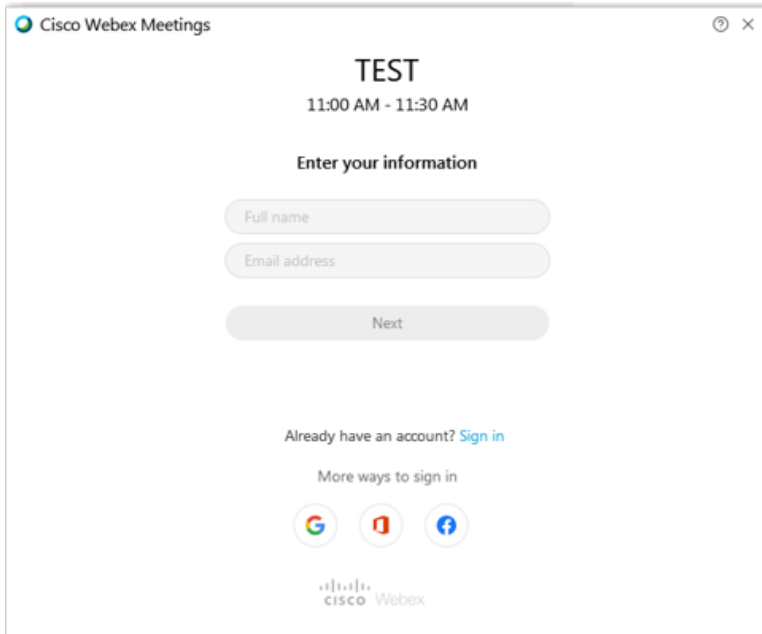 Cisco Webex Meetings
TEST
11:00 AM - 11:30 AM
Enter your information
Full name
Email address
Next
Already have an account? Sign in
More ways to sign in
CISCO Webex